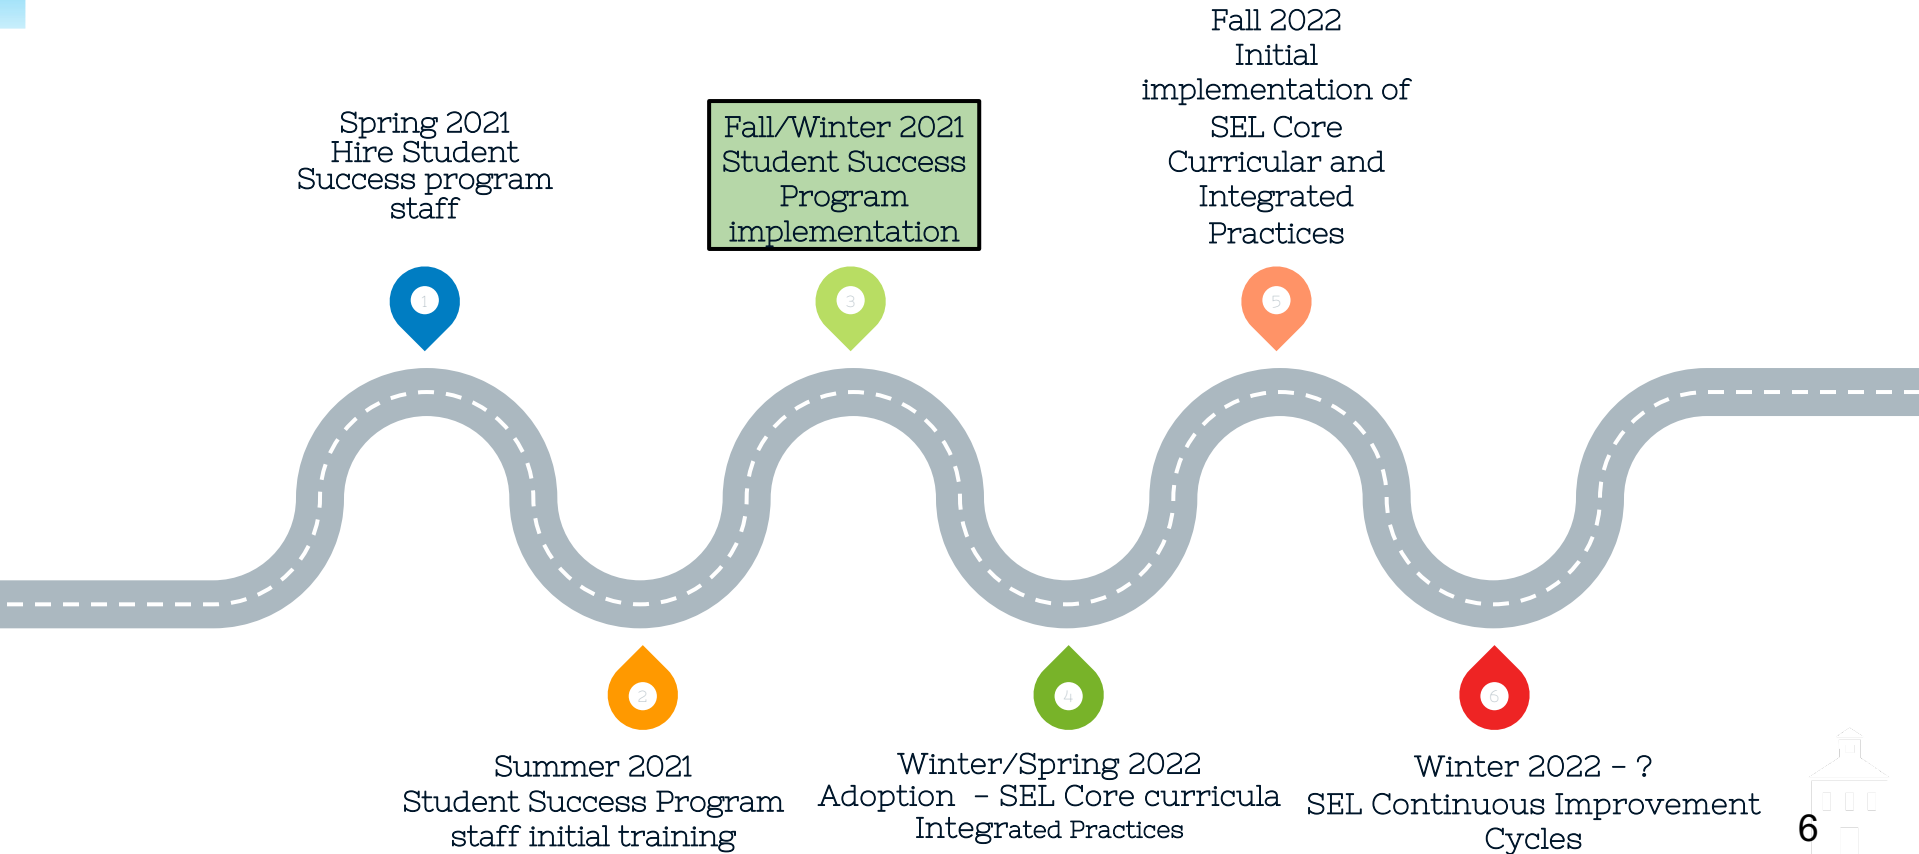 Spring 2021
Hire Student
Success program
staff
1
Summer 2021
Student Success Program
staff initial training
2
Fall/Winter 2021
Student Success
Program
implementation
3
Winter/Spring 2022
Adoption  - SEL Core curricula
Integrated Practices
4
Fall 2022
Initial
implementation of
SEL Core
Curricular and
Integrated
Practices
5
Winter 2022 - ?
SEL Continuous Improvement
Cycles
6
6